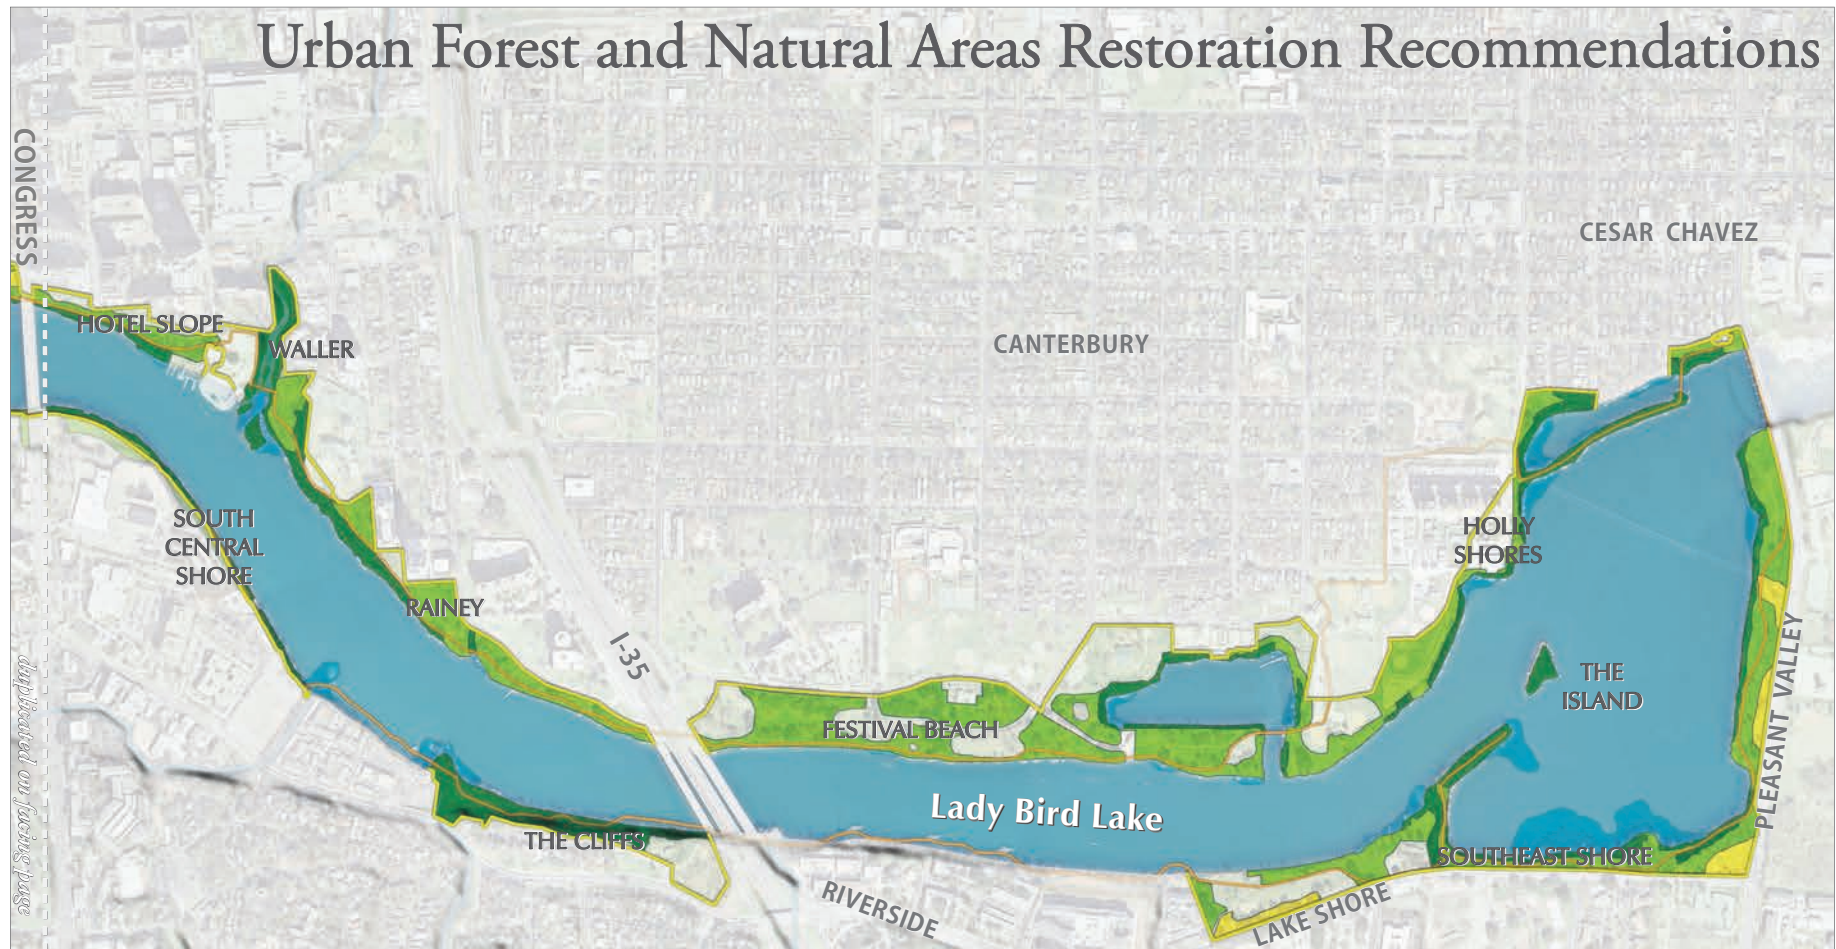 Urban Forest and Natural Areas Restoration Recommendations
CONGRESS
CESAR CHAVEZ
HOTEL SLOPE
WALLER
CANTERBURY
SOUTH
CENTRAL
SHORE
HOLLY
SHORES
RAINEY
I-35
THE
ISLAND
PLEASANT VALLEY
FESTIVAL BEACH
Lady Bird Lake
THE CLIFFS
SOUTHEAST SHORE
RIVERSIDE
LAKE SHORE
duplicated on facing page